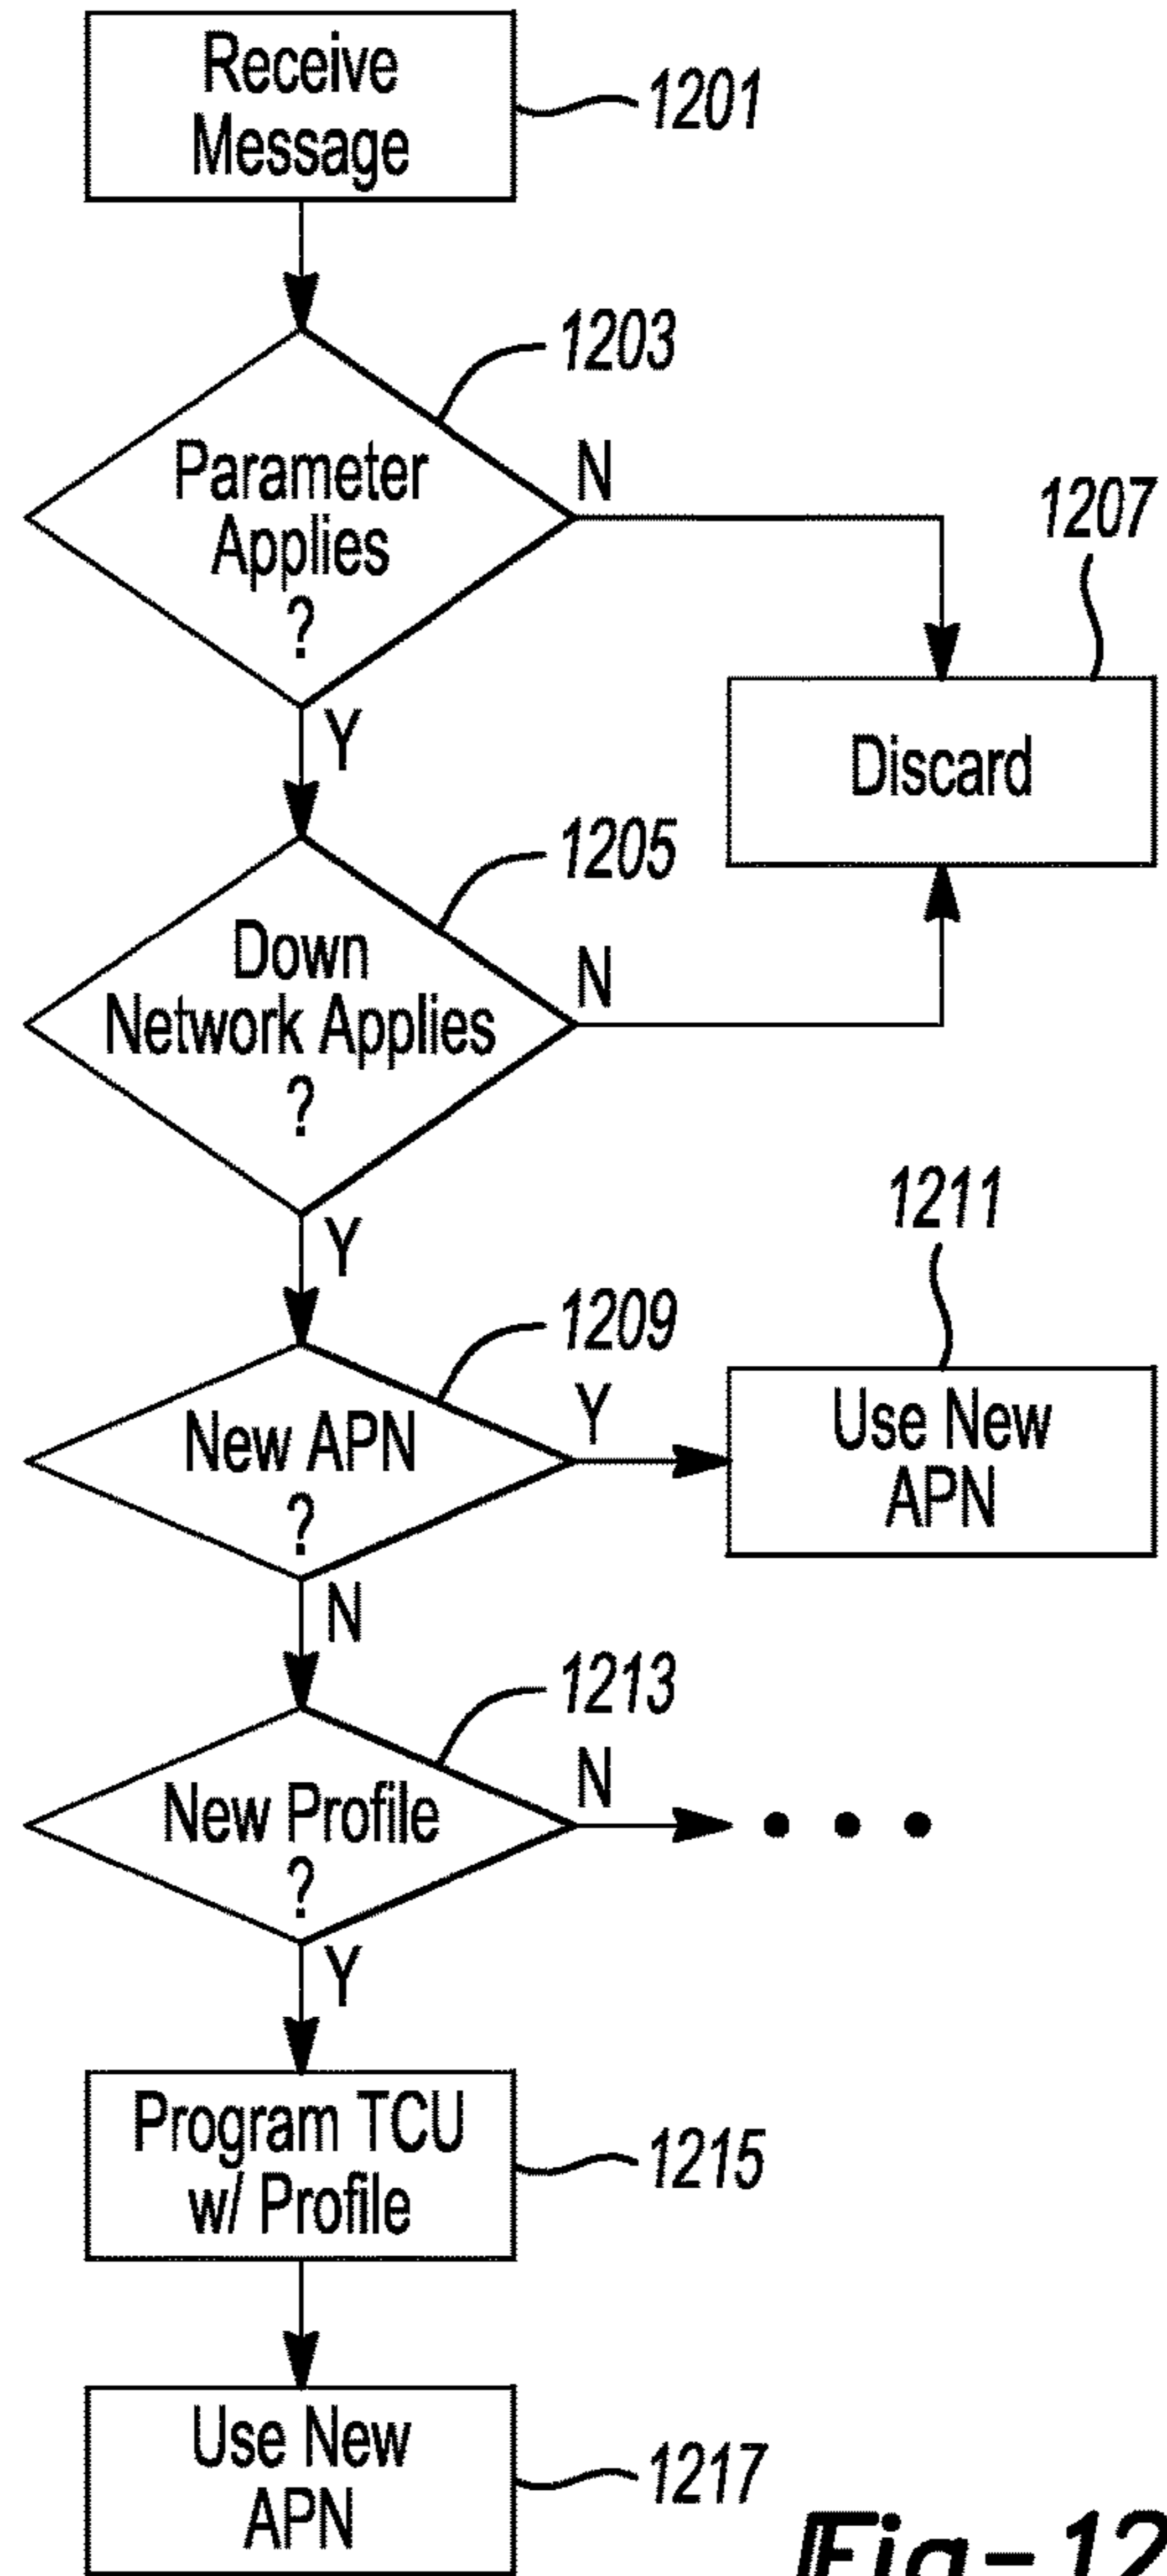 Receive
Message
1201
1203
Parameter
Applies
?
N
1207
Y
Discard
1205
Down
Network Applies
?
N
Y
1211
1209
New APN
?
Y
Use New
APN
N
1213
New Profile
?
N
Y
Program TCU
w/ Profile
1215
Use New
APN
1217
Fig-12